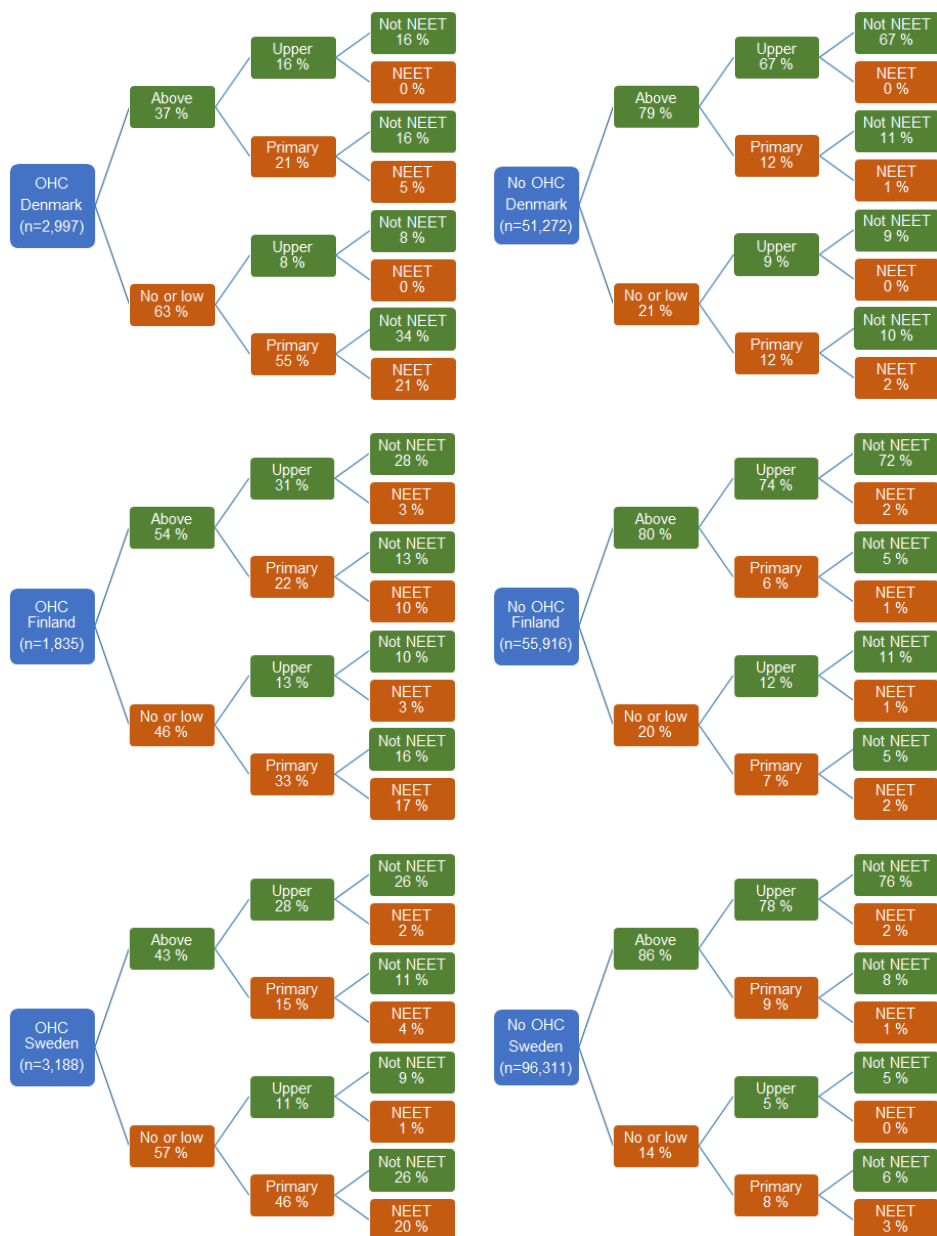 OHC
Denmark
(n=2,997)
Above
37 %
No or low
63 %
Upper
16 %
Primary
21 %
Upper
8 %
Primary
55 %
Not NEET
16 %
NEET
0 %
Not NEET
16 %
NEET
5 %
Not NEET
8 %
NEET
0 %
Not NEET
34 %
NEET
21 %
No OHC
Denmark
(n=51,272)
Above
79 %
No or low
21 %
Upper
67 %
Primary
12 %
Upper
9 %
Primary
12 %
Not NEET
67 %
NEET
0 %
Not NEET
11 %
NEET
1 %
Not NEET
9 %
NEET
0 %
Not NEET
10 %
NEET
2 %
OHC
Finland
(n=1,835)
Above
54 %
No or low
46 %
Upper
31 %
Primary
22 %
Upper
13 %
Primary
33 %
Not NEET
28 %
NEET
3 %
Not NEET
13 %
NEET
10 %
Not NEET
10 %
NEET
3 %
Not NEET
16 %
NEET
17 %
No OHC
Finland
(n=55,916)
Above
80 %
No or low
20 %
Upper
74 %
Primary
6 %
Upper
12 %
Primary
7 %
Not NEET
72 %
NEET
2 %
Not NEET
5 %
NEET
1 %
Not NEET
11 %
NEET
1 %
Not NEET
5 %
NEET
2 %
OHC
Sweden
(n=3,188)
Above
43 %
No or low
57 %
Upper
28 %
Primary
15 %
Upper
11 %
Primary
46 %
Not NEET
26 %
NEET
2 %
Not NEET
11 %
NEET
4 %
Not NEET
9 %
NEET
1 %
Not NEET
26 %
NEET
20 %
No OHC
Sweden
(n=96,311)
Above
86 %
No or low
14 %
Upper
78 %
Primary
9 %
Upper
5 %
Primary
8 %
Not NEET
76 %
NEET
2 %
Not NEET
8 %
NEET
1 %
Not NEET
5 %
NEET
0 %
Not NEET
6 %
NEET
3 %